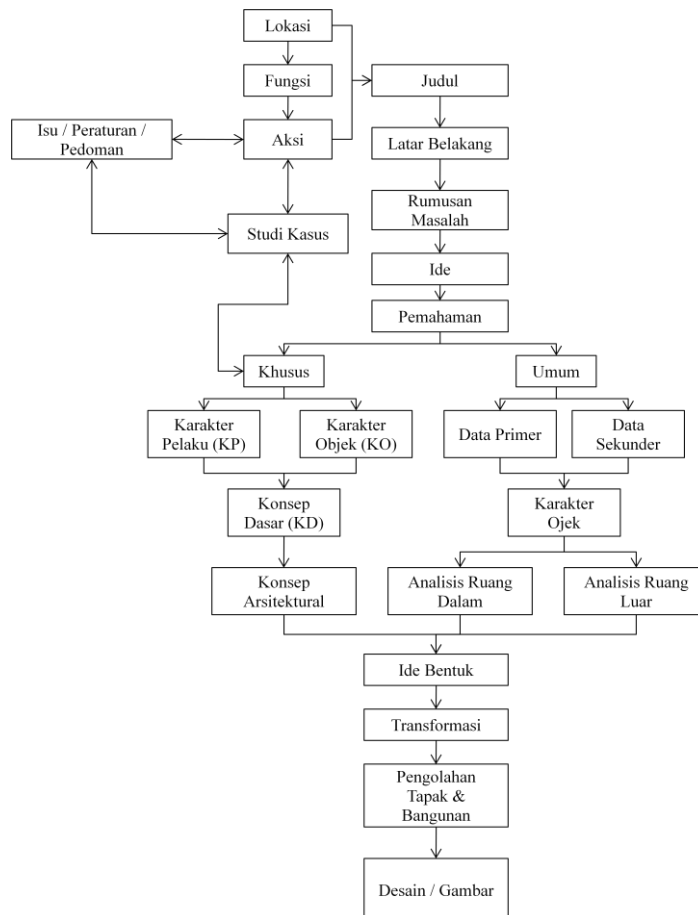 Lokasi
Fungsi
Judul
Isu / Peraturan /
Pedoman
Aksi
Latar Belakang
Rumusan
Masalah
Studi Kasus
Ide
Pemahaman
Khusus
Umum
Karakter
Pelaku (KP)
Karakter
Objek (KO)
Data Primer
Data
Sekunder
Konsep
Dasar (KD)
Karakter
Ojek
Konsep
Arsitektural
Analisis Ruang
Dalam
Analisis Ruang
Luar
Ide Bentuk
Transformasi
Pengolahan
Tapak &
Bangunan
Desain / Gambar